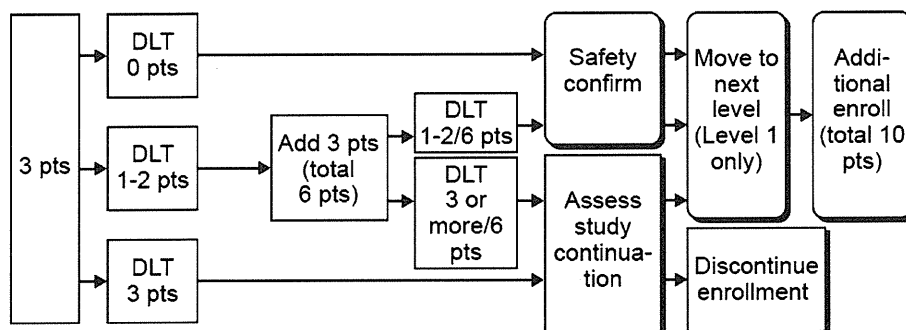 3 pts
DLT
0 pts
DLT
1-2 pts
DLT
3 pts
Add 3 pts
(total
6 pts)
DLT
1-2/6 pts
DLT
3 or
more/6
pts
Safety
confirm
Assess
study
continua-
tion
Move to
next
level
(Level 1
only)
Discontinue
enrollment
Addi-
tional
enroll
(total 10
pts)